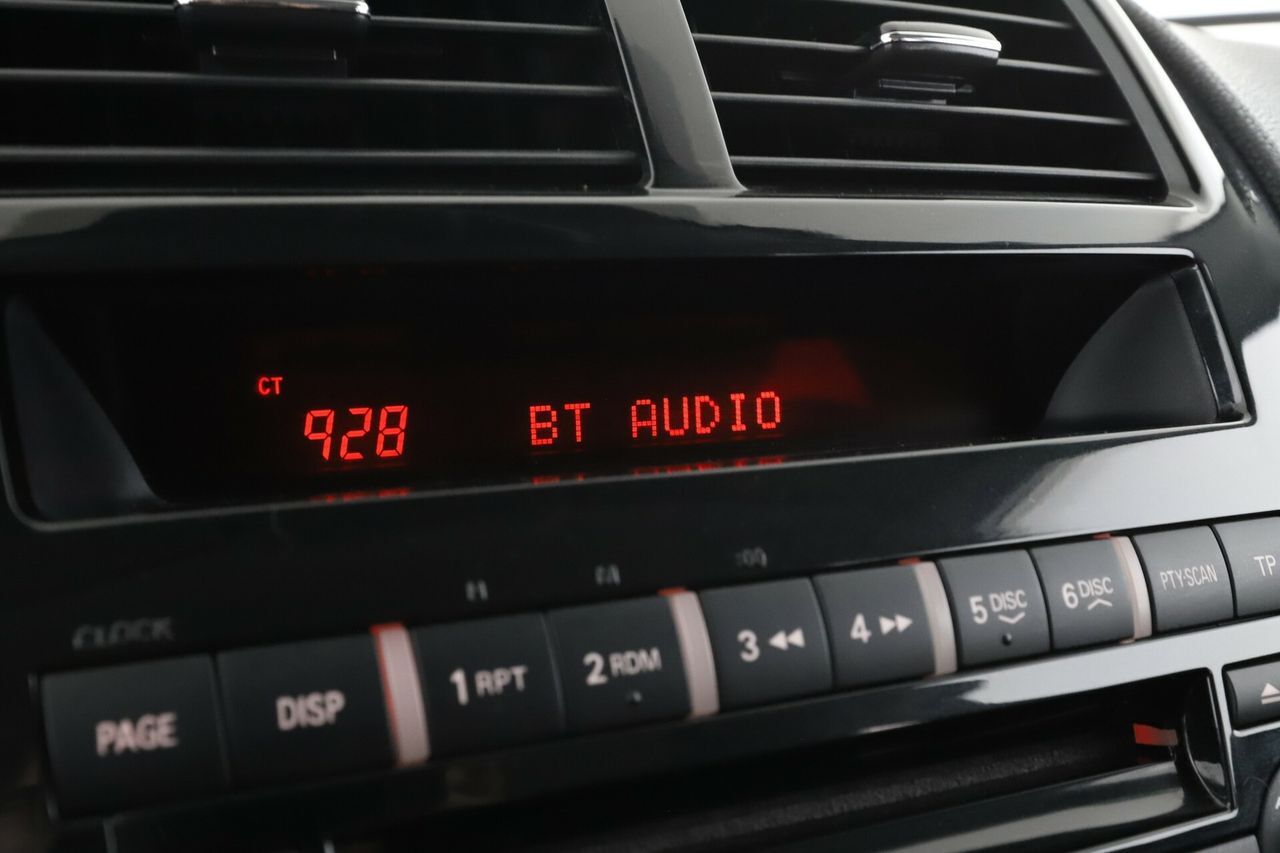 CT
928 BT AUDIO
CLOCK H M :00
PAGE DISP 1 RPT 2 RDM 3 ◀◀ 4 ▶▶ 5 DISC 6 DISC PTY·SCAN TP